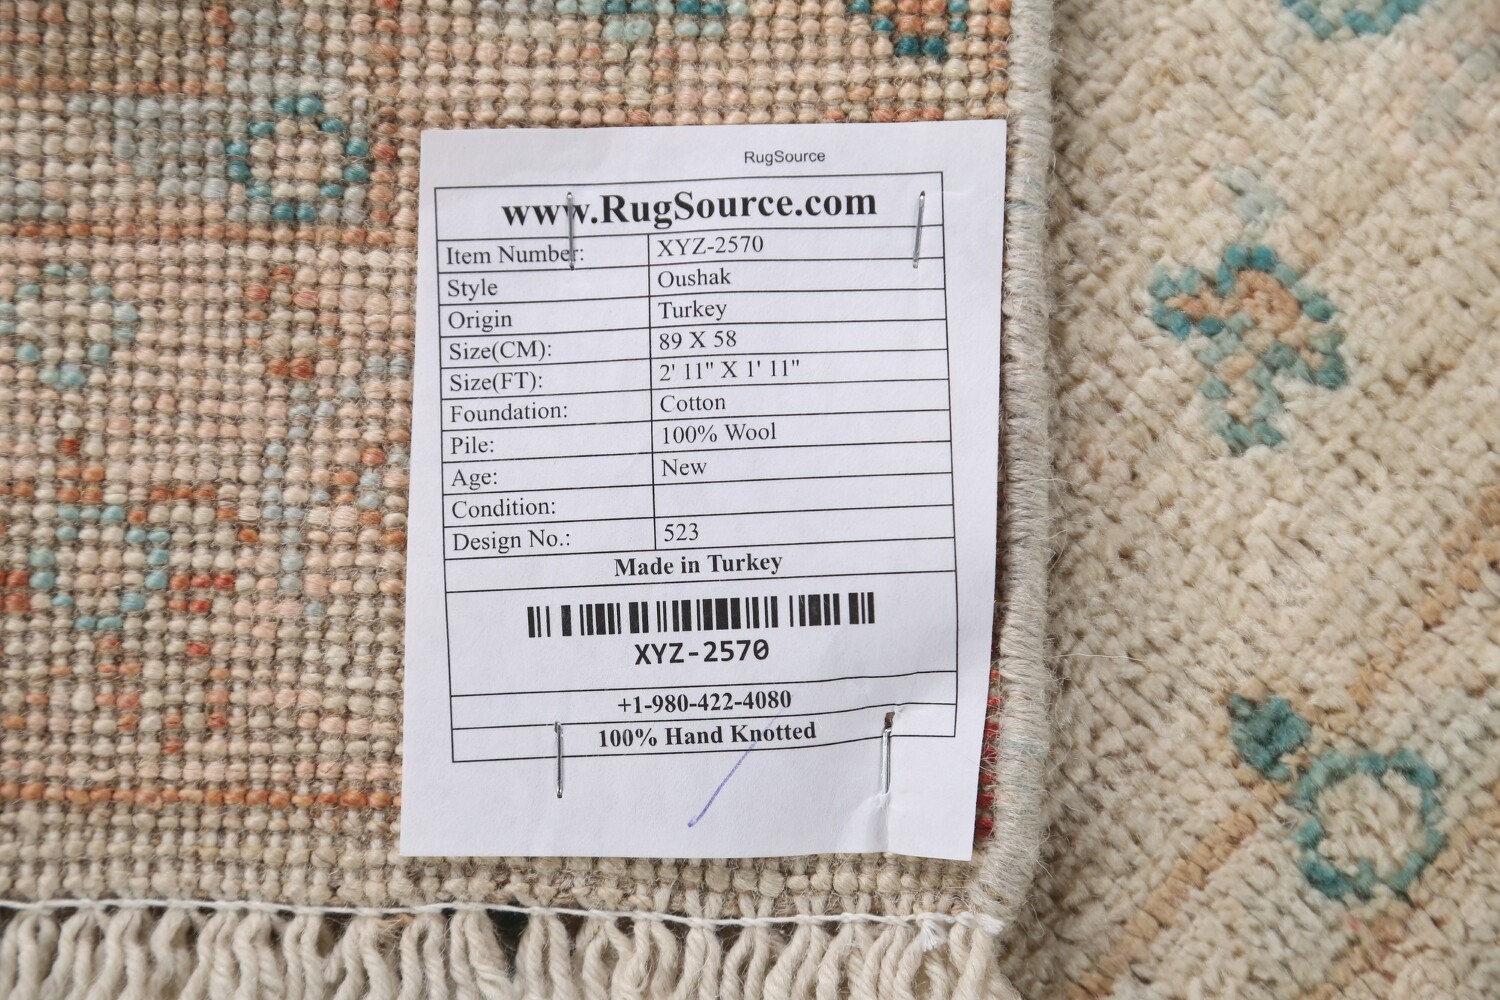 RugSource
www.RugSource.com
Item Number: XYZ-2570
Style Oushak
Origin Turkey
Size(CM): 89 X 58
Size(FT): 2' 11" X 1' 11"
Foundation: Cotton
Pile: 100% Wool
Age: New
Condition:
Design No.: 523
Made in Turkey
XYZ-2570
+1-980-422-4080
100% Hand Knotted